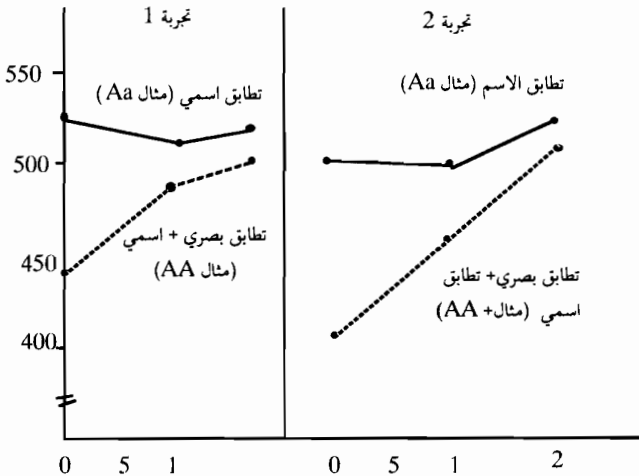 تجربة 1
تجربة 2
550
500
450
400
تطابق اسمي (مثال Aa)
تطابق بصري + اسمي
(مثال AA)
تطابق الاسم (مثال Aa)
تطابق بصري+ تطابق
اسمي (مثال+ AA)
0 5 1
0 5 1 2